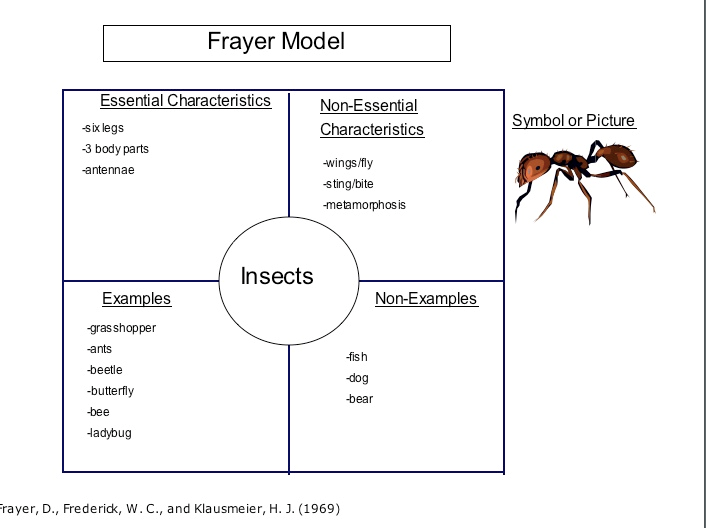 Frayer Model
Essential Characteristics
-six legs
-3 body parts
-antennae
Non-Essential
Characteristics
-wings/fly
-sting/bite
-metamorphosis
Symbol or Picture
Insects
Examples
-grasshopper
-ants
-beetle
-butterfly
-bee
-ladybug
Non-Examples
-fish
-dog
-bear
Frayer, D., Frederick, W. C., and Klausmeier, H. J. (1969)